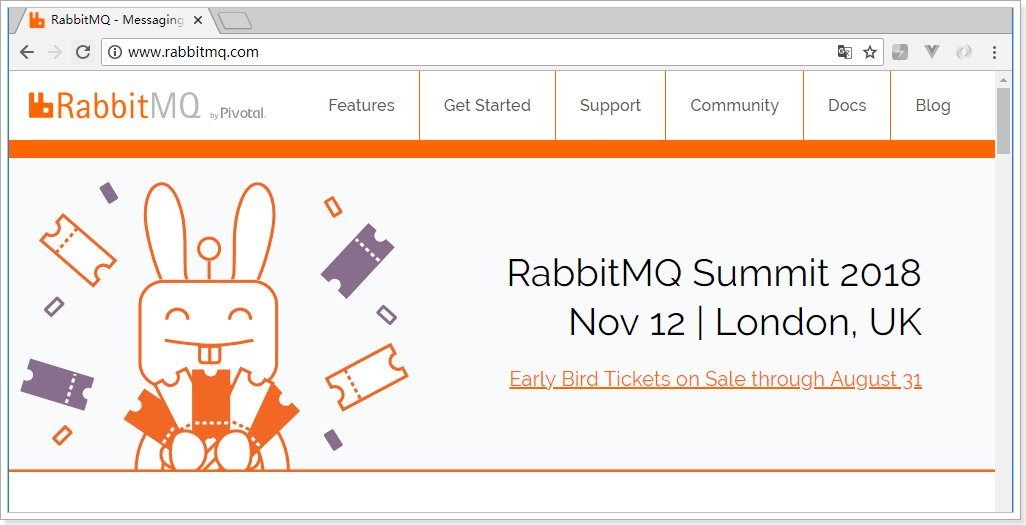 RabbitMQ - Messaging
www.rabbitmq.com
RabbitMQ by Pivotal.
Features
Get Started
Support
Community
Docs
Blog
RabbitMQ Summit 2018
Nov 12 | London, UK
Early Bird Tickets on Sale through August 31